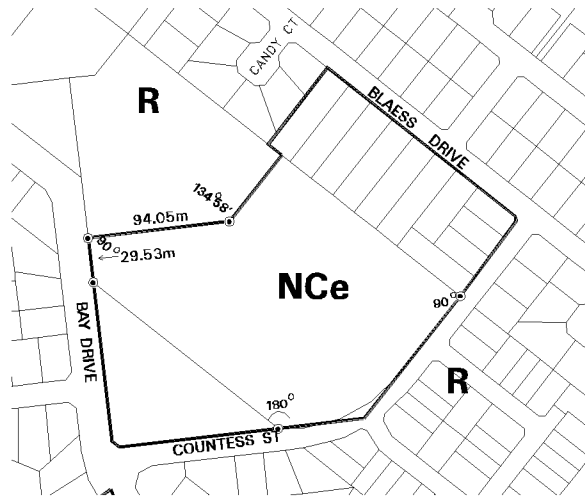 CANDY CT
R
BLAESS DRIVE
134°58'
94.05m
90°
29.53m
NCe
90°
BAY DRIVE
R
180°
COUNTESS ST